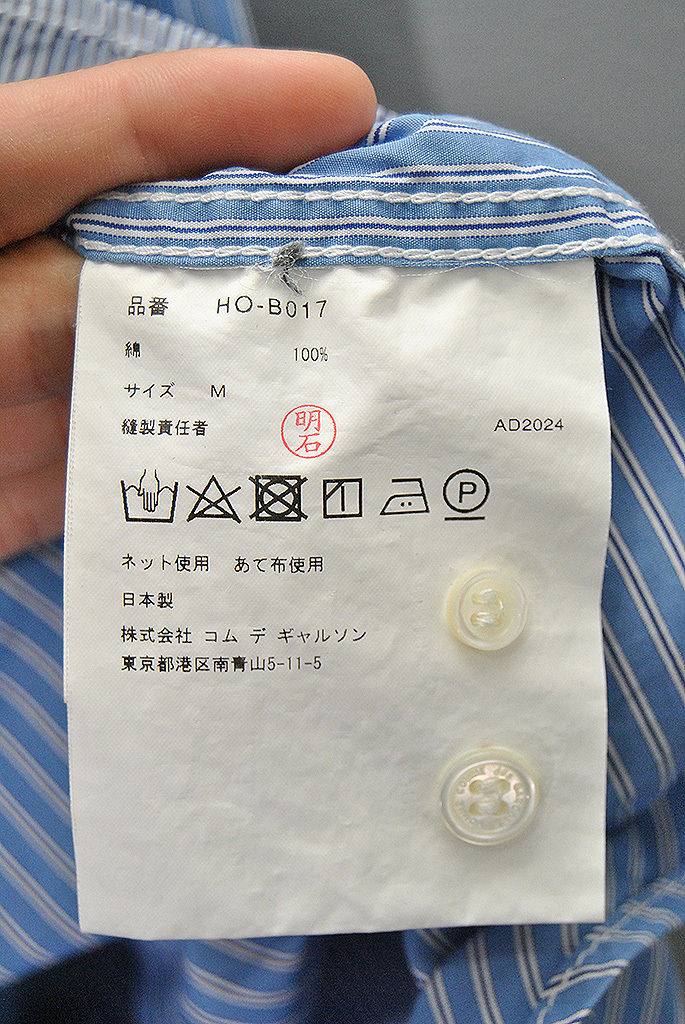 品番 HO-B017
綿 100%
サイズ M
縫製責任者 明石 AD2024
P
ネット使用 あて布使用
日本製
株式会社 コム デ ギャルソン
東京都港区南青山5-11-5